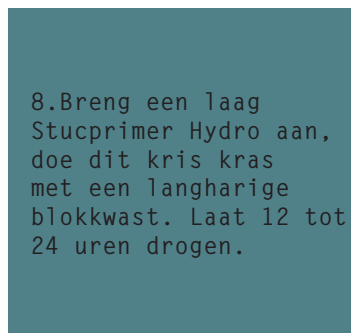 8.Breng een laag
Stucprimer Hydro aan,
doe dit kris kras
met een langharige
blokkwast. Laat 12 tot
24 uren drogen.